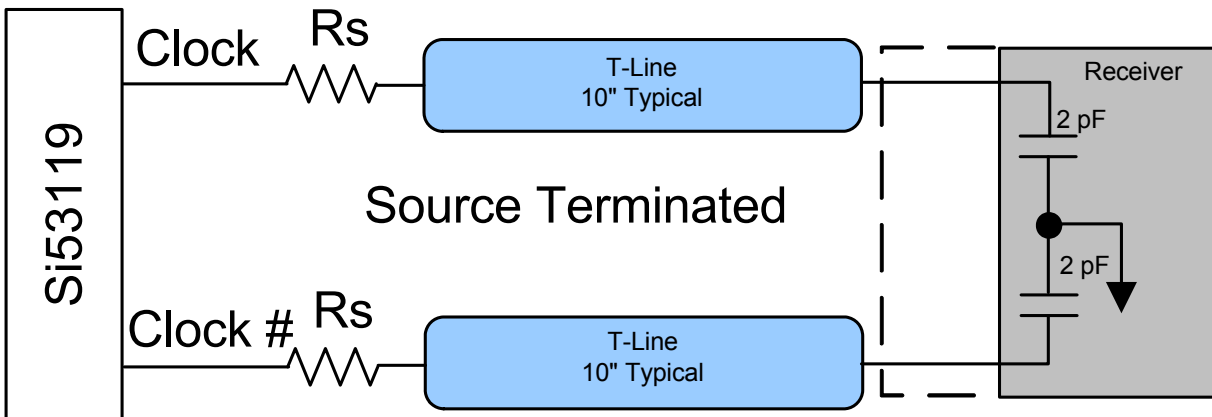 Si53119
Clock
Rs
T-Line
10" Typical
Receiver
2 pF
Source Terminated
2 pF
Clock #
Rs
T-Line
10" Typical